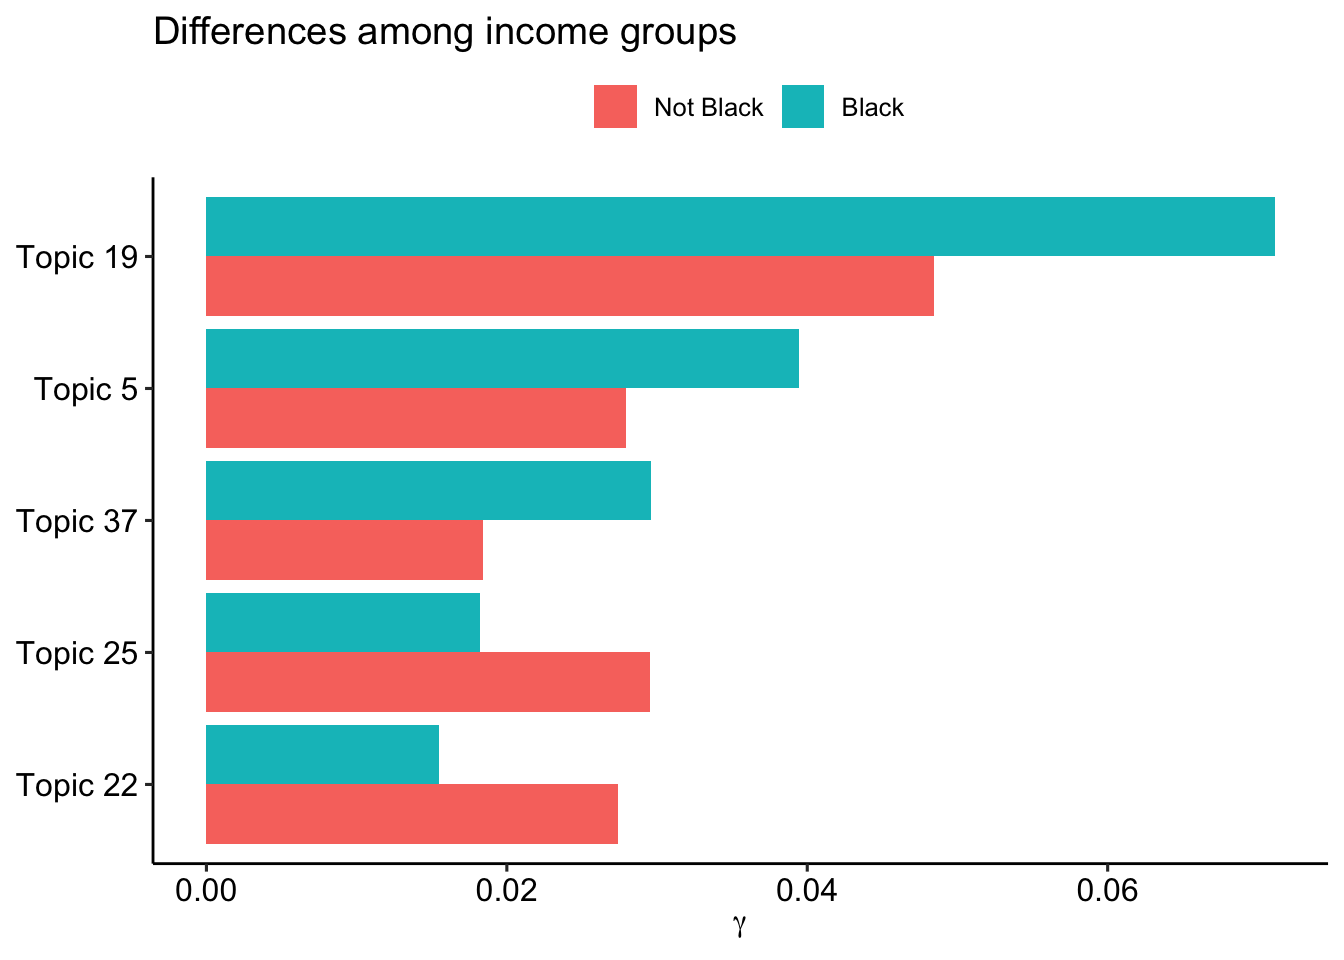 Differences among income groups
Not Black Black
Topic 19
Topic 5
Topic 37
Topic 25
Topic 22
0.00 0.02 0.04 0.06
γ